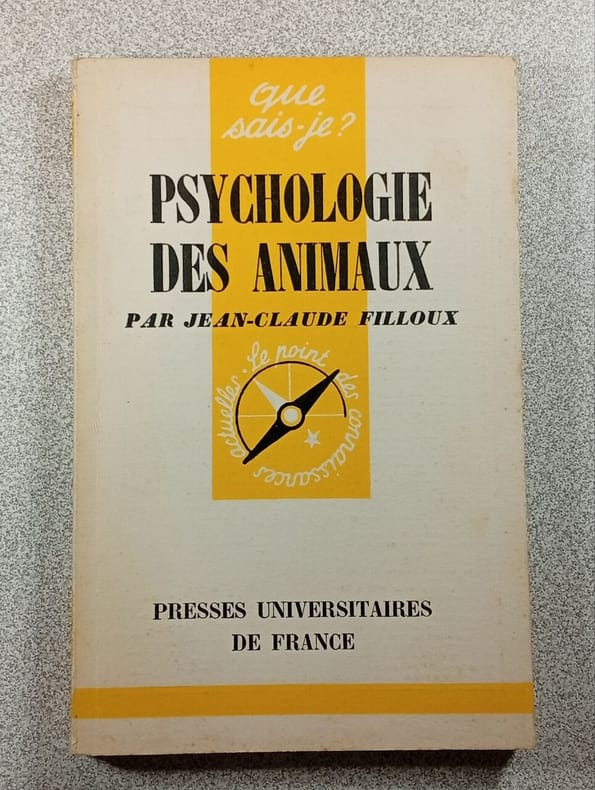 que
sais-je?
PSYCHOLOGIE
DES ANIMAUX
PAR JEAN-CLAUDE FILLOUX
Le point des connaissances actuelles.
PRESSES UNIVERSITAIRES
DE FRANCE